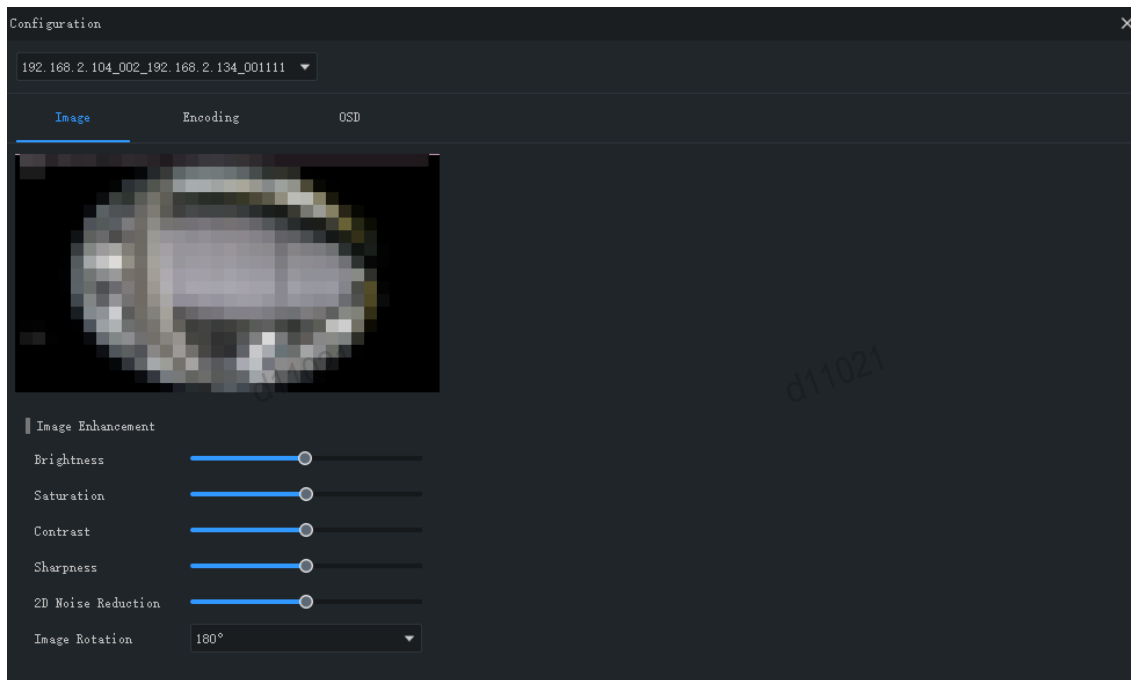 Configuration
192.168.2.104_002_192.168.2.134_001111
Image Encoding OSD
d11021
d11021
Image Enhancement
Brightness
Saturation
Contrast
Sharpness
2D Noise Reduction
Image Rotation 180°